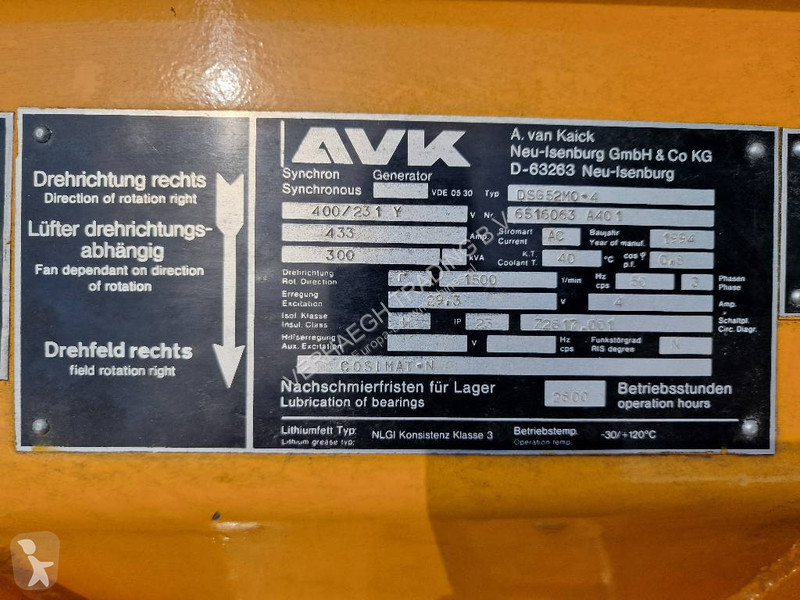 Drehrichtung rechts
Direction of rotation right
Lüfter drehrichtungs-
abhängig
Fan dependant on direction
of rotation
Drehfeld rechts
field rotation right
AVK
A. van Kaick
Neu-Isenburg GmbH & Co KG
D-63263 Neu-Isenburg
Synchron Generator
Synchronous VDE 0530 Typ DSG52M0-4
400/231 Y V Nr. 6516063 A401
433 Amp. Stromart Current AC Baujahr Year of manuf. 1994
300 kVA K.T. Coolant T. 40 °C cos φ p.f. 0,8
Drehrichtung Rot. Direction 1500 1/min Hz cps 50 3 Phasen Phase
Erregung Excitation 29,3 V 4 Amp.
Isol. Klasse Insul. Class H IP 23 72817.001 Schaltpl. Circ. Diagr.
Hilfserregung Aux. Excitation V Hz cps Funkstörgrad RIS degree N
COSIMAT-N
Nachschmierfristen für Lager Betriebsstunden
Lubrication of bearings operation hours
Lithiumfett Typ: NLGI Konsistenz Klasse 3 Betriebstemp. -30/+120°C
Lithium grease typ: Operation temp.
VERHAEGH TRADING B.V.